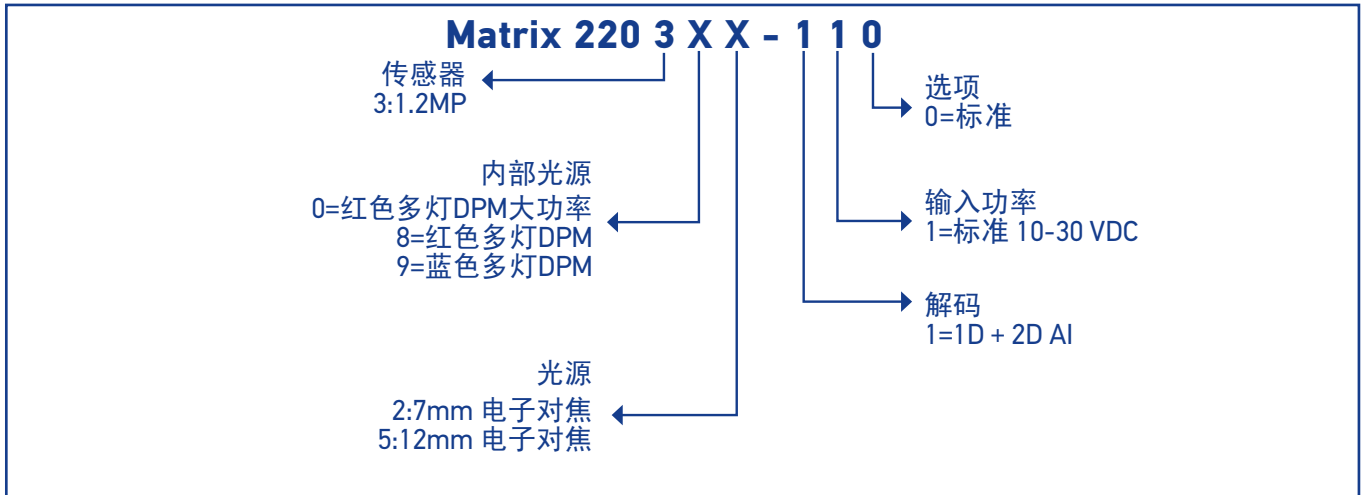 Matrix 220 3 X X - 1 1 0
传感器
3:1.2MP
内部光源
0=红色多灯DPM大功率
8=红色多灯DPM
9=蓝色多灯DPM
光源
2:7mm 电子对焦
5:12mm 电子对焦
选项
0=标准
输入功率
1=标准 10-30 VDC
解码
1=1D + 2D AI